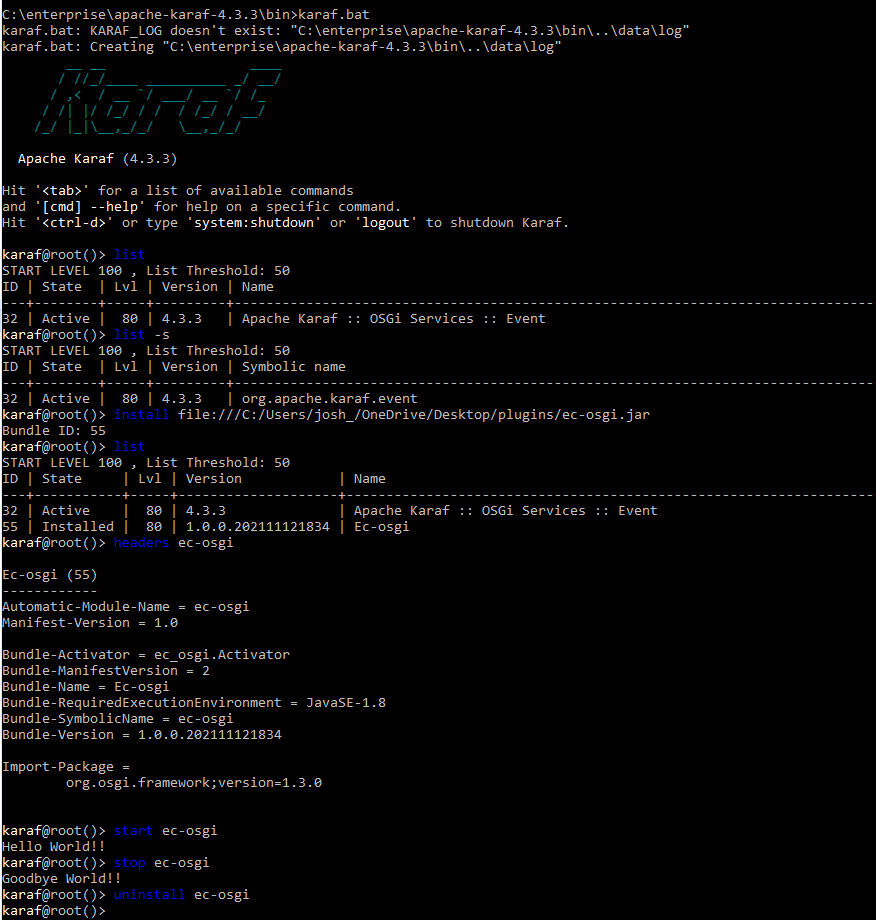 C:\enterprise\apache-karaf-4.3.3\bin>karaf.bat
karaf.bat: KARAF_LOG doesn't exist: "C:\enterprise\apache-karaf-4.3.3\bin\..\data\log"
karaf.bat: Creating "C:\enterprise\apache-karaf-4.3.3\bin\..\data\log"
        __ __                  ____
       / //_/____ __________ _/ __/
      / ,<  / __ `/ ___/ __ `/ /_
     / /| |/ /_/ / /  / /_/ / __/
    /_/ |_|\__,_/_/   \__,_/_/
  Apache Karaf (4.3.3)
Hit '<tab>' for a list of available commands
and '[cmd] --help' for help on a specific command.
Hit '<ctrl-d>' or type 'system:shutdown' or 'logout' to shutdown Karaf.
karaf@root()> list
START LEVEL 100 , List Threshold: 50
ID | State  | Lvl | Version | Name
---+--------+-----+---------+--------------------------------------------------------------------------------
32 | Active |  80 | 4.3.3   | Apache Karaf :: OSGi Services :: Event
karaf@root()> list -s
START LEVEL 100 , List Threshold: 50
ID | State  | Lvl | Version | Symbolic name
---+--------+-----+---------+--------------------------------------------------------------------------------
32 | Active |  80 | 4.3.3   | org.apache.karaf.event
karaf@root()> install file:///C:/Users/josh_/OneDrive/Desktop/plugins/ec-osgi.jar
Bundle ID: 55
karaf@root()> list
START LEVEL 100 , List Threshold: 50
ID | State     | Lvl | Version            | Name
---+-----------+-----+--------------------+------------------------------------------------------------------
32 | Active    |  80 | 4.3.3              | Apache Karaf :: OSGi Services :: Event
55 | Installed |  80 | 1.0.0.202111121834 | Ec-osgi
karaf@root()> headers ec-osgi
Ec-osgi (55)
------------
Automatic-Module-Name = ec-osgi
Manifest-Version = 1.0
Bundle-Activator = ec_osgi.Activator
Bundle-ManifestVersion = 2
Bundle-Name = Ec-osgi
Bundle-RequiredExecutionEnvironment = JavaSE-1.8
Bundle-SymbolicName = ec-osgi
Bundle-Version = 1.0.0.202111121834
Import-Package =
        org.osgi.framework;version=1.3.0
karaf@root()> start ec-osgi
Hello World!!
karaf@root()> stop ec-osgi
Goodbye World!!
karaf@root()> uninstall ec-osgi
karaf@root()>